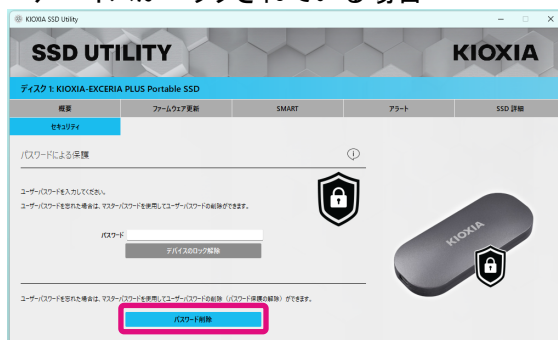 されている場合
KIOXIA SSD Utility
SSD UTILITY
KIOXIA
ディスク 1: KIOXIA-EXCERIA PLUS Portable SSD
概要
ファームウェア更新
SMART
アラート
SSD 詳細
セキュリティ
パスワードによる保護
ユーザーパスワードを入力してください。
ユーザーパスワードを忘れた場合は、マスターパスワードを使用してユーザーパスワードの削除ができます。
パスワード
デバイスのロック解除
KIOXIA
ユーザーパスワードを忘れた場合は、マスターパスワードを使用してユーザーパスワードの削除（パスワード保護の解除）ができます。
パスワード削除